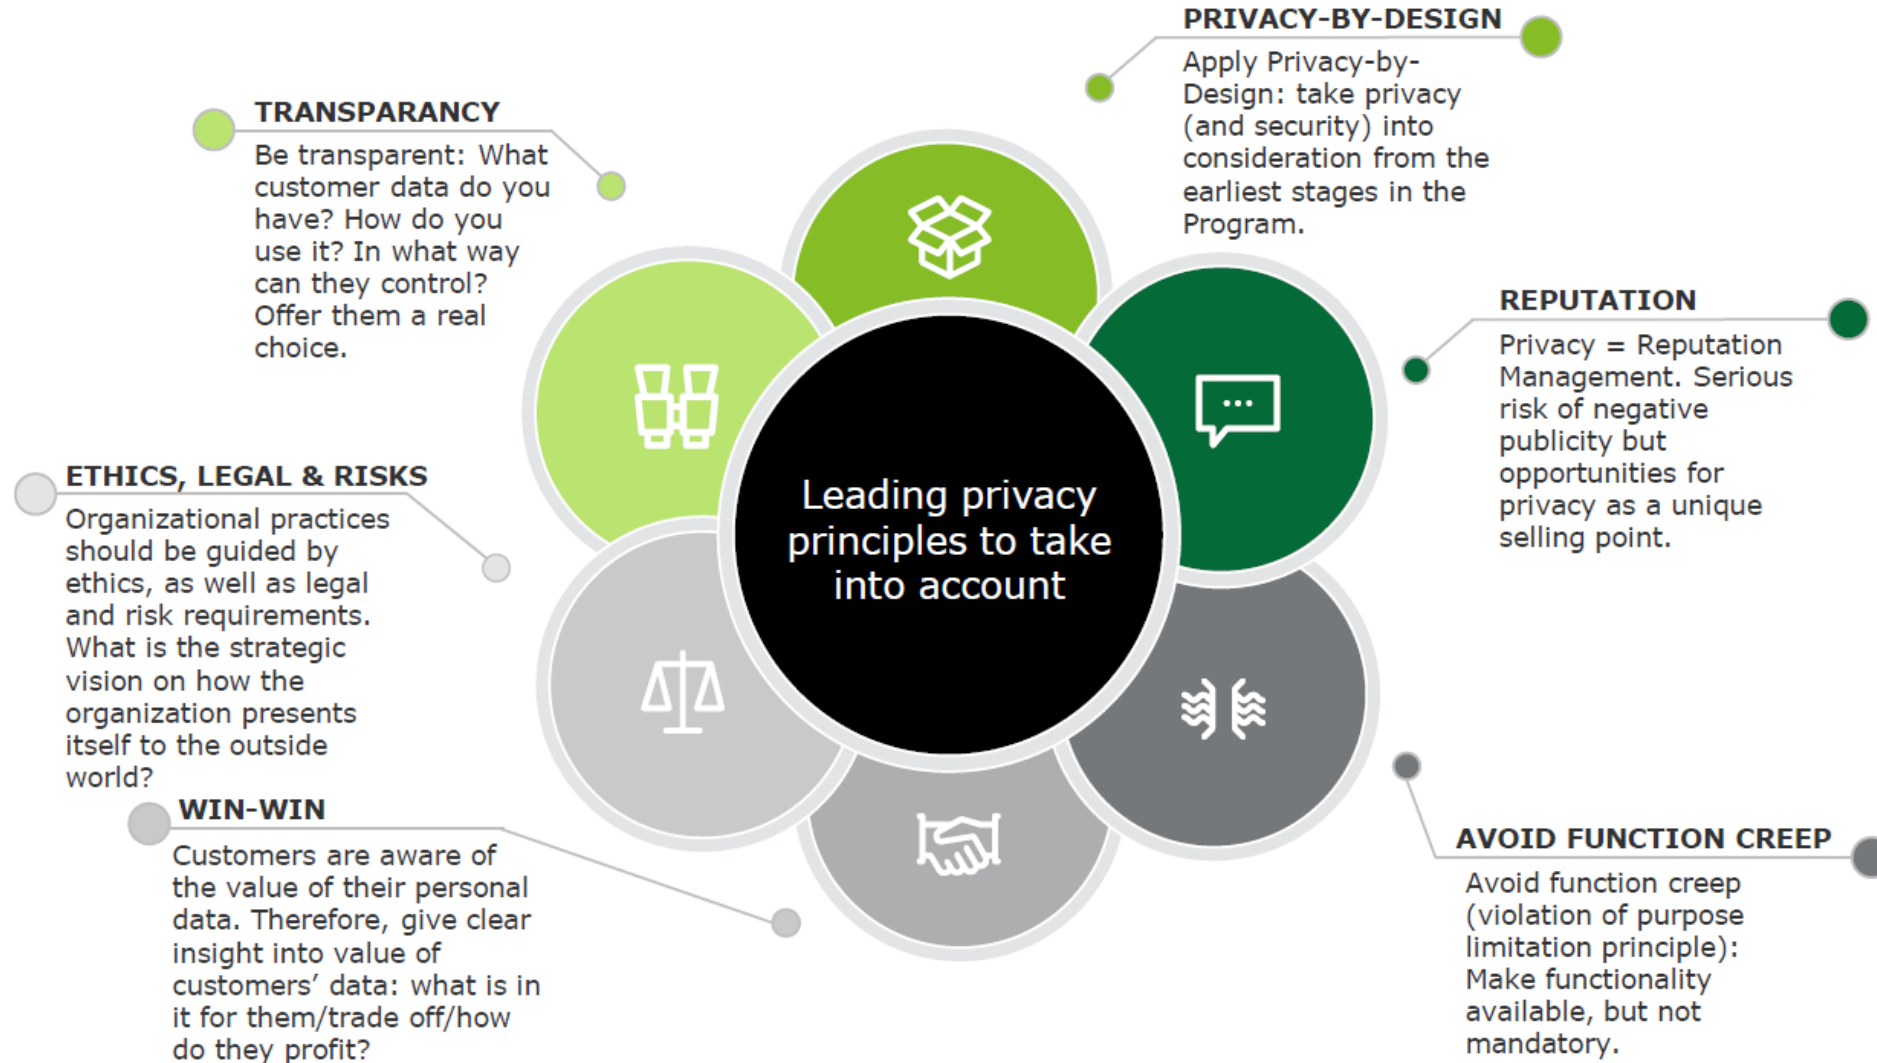 PRIVACY-BY-DESIGN
Apply Privacy-by-
Design: take privacy
(and security) into
consideration from the
earliest stages in the
Program.
TRANSPARANCY
Be transparent: What
customer data do you
have? How do you
use it? In what way
can they control?
Offer them a real
choice.
REPUTATION
Privacy = Reputation
Management. Serious
risk of negative
publicity but
opportunities for
privacy as a unique
selling point.
ETHICS, LEGAL & RISKS
Organizational practices
should be guided by
ethics, as well as legal
and risk requirements.
What is the strategic
vision on how the
organization presents
itself to the outside
world?
Leading privacy
principles to take
into account
WIN-WIN
Customers are aware of
the value of their personal
data. Therefore, give clear
insight into value of
customers’ data: what is in
it for them/trade off/how
do they profit?
AVOID FUNCTION CREEP
Avoid function creep
(violation of purpose
limitation principle):
Make functionality
available, but not
mandatory.